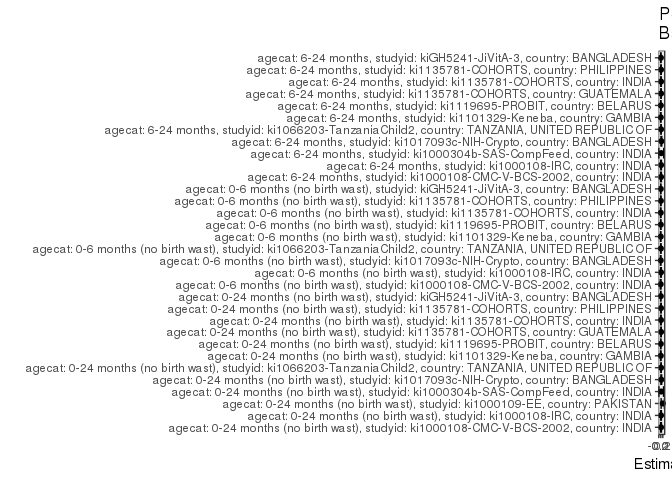 P
B
agecat: 6-24 months, studyid: kiGH5241-JiVitA-3, country: BANGLADESH
agecat: 6-24 months, studyid: ki1135781-COHORTS, country: PHILIPPINES
agecat: 6-24 months, studyid: ki1135781-COHORTS, country: INDIA
agecat: 6-24 months, studyid: ki1135781-COHORTS, country: GUATEMALA
agecat: 6-24 months, studyid: ki1119695-PROBIT, country: BELARUS
agecat: 6-24 months, studyid: ki1101329-Keneba, country: GAMBIA
agecat: 6-24 months, studyid: ki1066203-TanzaniaChild2, country: TANZANIA, UNITED REPUBLIC OF
agecat: 6-24 months, studyid: ki1017093c-NIH-Crypto, country: BANGLADESH
agecat: 6-24 months, studyid: ki1000304b-SAS-CompFeed, country: INDIA
agecat: 6-24 months, studyid: ki1000108-IRC, country: INDIA
agecat: 6-24 months, studyid: ki1000108-CMC-V-BCS-2002, country: INDIA
agecat: 0-6 months (no birth wast), studyid: kiGH5241-JiVitA-3, country: BANGLADESH
agecat: 0-6 months (no birth wast), studyid: ki1135781-COHORTS, country: PHILIPPINES
agecat: 0-6 months (no birth wast), studyid: ki1135781-COHORTS, country: INDIA
agecat: 0-6 months (no birth wast), studyid: ki1119695-PROBIT, country: BELARUS
agecat: 0-6 months (no birth wast), studyid: ki1101329-Keneba, country: GAMBIA
agecat: 0-6 months (no birth wast), studyid: ki1066203-TanzaniaChild2, country: TANZANIA, UNITED REPUBLIC OF
agecat: 0-6 months (no birth wast), studyid: ki1017093c-NIH-Crypto, country: BANGLADESH
agecat: 0-6 months (no birth wast), studyid: ki1000108-IRC, country: INDIA
agecat: 0-6 months (no birth wast), studyid: ki1000108-CMC-V-BCS-2002, country: INDIA
agecat: 0-24 months (no birth wast), studyid: kiGH5241-JiVitA-3, country: BANGLADESH
agecat: 0-24 months (no birth wast), studyid: ki1135781-COHORTS, country: PHILIPPINES
agecat: 0-24 months (no birth wast), studyid: ki1135781-COHORTS, country: INDIA
agecat: 0-24 months (no birth wast), studyid: ki1135781-COHORTS, country: GUATEMALA
agecat: 0-24 months (no birth wast), studyid: ki1119695-PROBIT, country: BELARUS
agecat: 0-24 months (no birth wast), studyid: ki1101329-Keneba, country: GAMBIA
agecat: 0-24 months (no birth wast), studyid: ki1066203-TanzaniaChild2, country: TANZANIA, UNITED REPUBLIC OF
agecat: 0-24 months (no birth wast), studyid: ki1017093c-NIH-Crypto, country: BANGLADESH
agecat: 0-24 months (no birth wast), studyid: ki1000304b-SAS-CompFeed, country: INDIA
agecat: 0-24 months (no birth wast), studyid: ki1000109-EE, country: PAKISTAN
agecat: 0-24 months (no birth wast), studyid: ki1000108-IRC, country: INDIA
agecat: 0-24 months (no birth wast), studyid: ki1000108-CMC-V-BCS-2002, country: INDIA
Estima